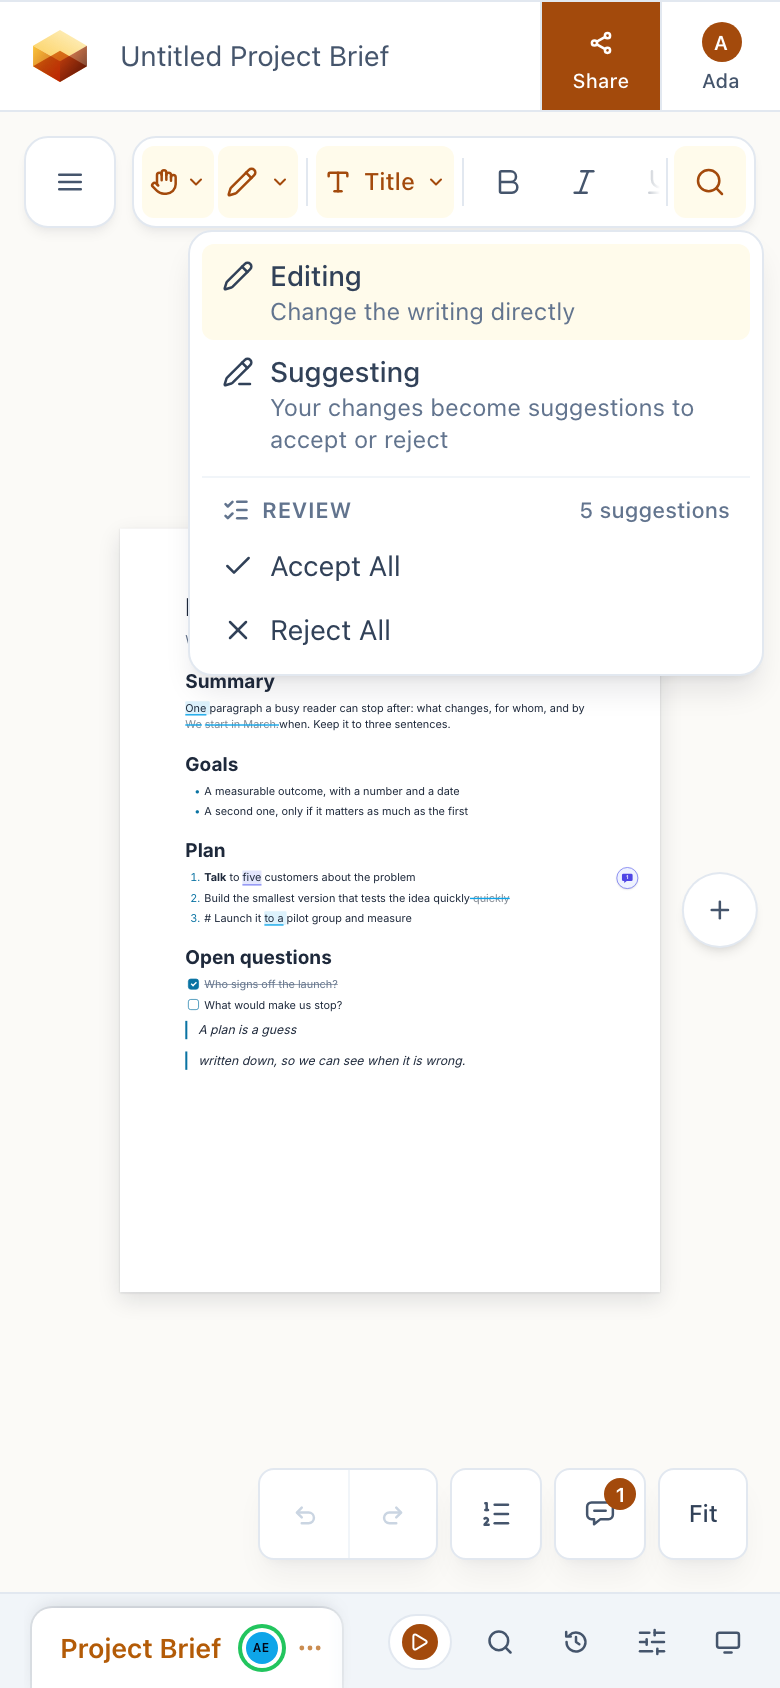 Untitled Project Brief
Share
A
Ada
Title
Editing
Change the writing directly
Suggesting
Your changes become suggestions to
accept or reject
REVIEW
5 suggestions
Accept All
Reject All
Summary
One paragraph a busy reader can stop after: what changes, for whom, and by
We start in March.when. Keep it to three sentences.
Goals
• A measurable outcome, with a number and a date
• A second one, only if it matters as much as the first
Plan
1. Talk to five customers about the problem
2. Build the smallest version that tests the idea quickly quickly
3. # Launch it to a pilot group and measure
Open questions
Who signs off the launch?
What would make us stop?
A plan is a guess
written down, so we can see when it is wrong.
1
Fit
Project Brief
AE